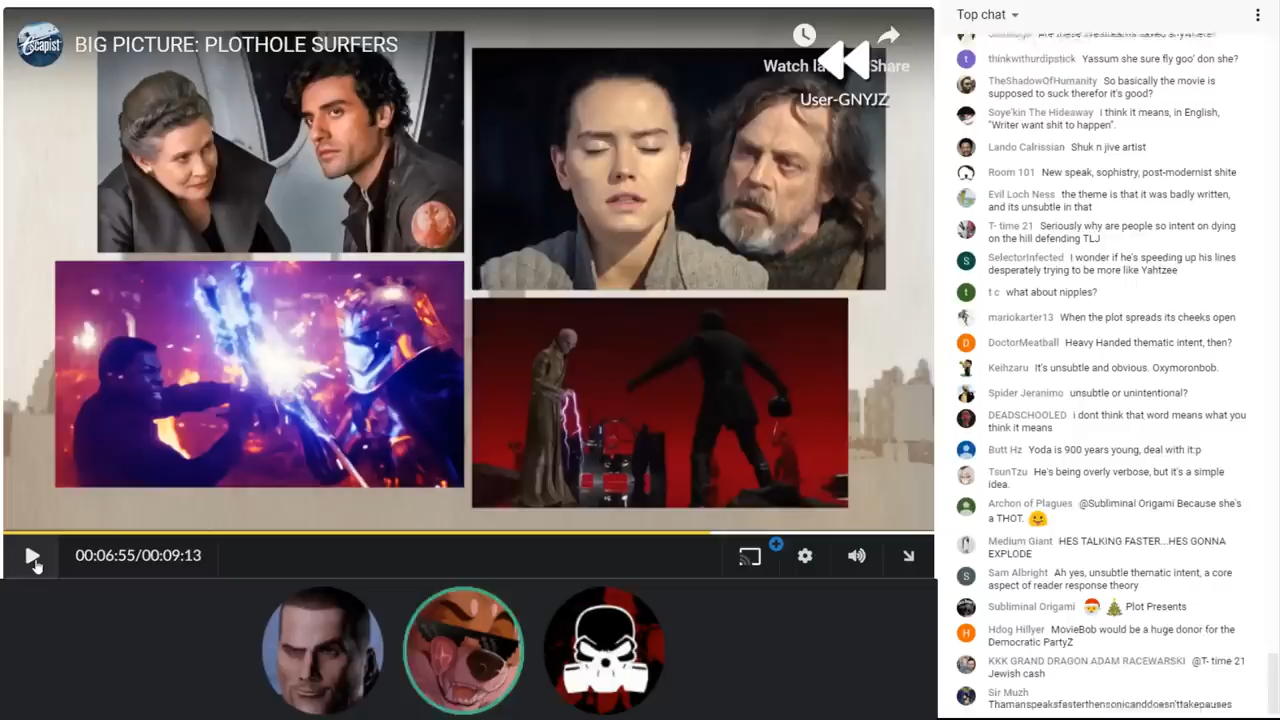 Escapist
BIG PICTURE: PLOTHOLE SURFERS
Share
User-GNYJZ
00:06:55/00:09:13
Top chat
thinkwithurdipstick Yassum she sure fly goo' don she?
TheShadowOfHumanity So basically the movie is
supposed to suck therefor it's good?
Soye'kin The Hideaway I think it means, in English,
"Writer want shit to happen".
Lando Calrissian Shuk n jive artist
Room 101 New speak, sophistry, post-modernist shite
Evil Loch Ness the theme is that it was badly written,
and its unsubtle in that
T- time 21 Seriously why are people so intent on dying
on the hill defending TLJ
S
SelectorInfected I wonder if he's speeding up his lines
desperately trying to be more like Yahtzee
t
t c what about nipples?
mariokarter13 When the plot spreads its cheeks open
D
DoctorMeatball Heavy Handed thematic intent, then?
Keihzaru It's unsubtle and obvious. Oxymoronbob.
Spider Jeranimo unsubtle or unintentional?
DEADSCHOOLED i dont think that word means what you
think it means
Butt Hz Yoda is 900 years young, deal with it:p
TsunTzu He's being overly verbose, but it's a simple
idea.
Archon of Plagues @Subliminal Origami Because she's
a THOT.
Medium Giant HES TALKING FASTER...HES GONNA
EXPLODE
S
Sam Albright Ah yes, unsubtle thematic intent, a core
aspect of reader response theory
Subliminal Origami Plot Presents
H
Hdog Hillyer MovieBob would be a huge donor for the
Democratic PartyZ
KKK GRAND DRAGON ADAM RACEWARSKI @T- time 21
Jewish cash
Sir Muzh
Thamanspeaksfasterthensonicanddoesn'ttakepauses